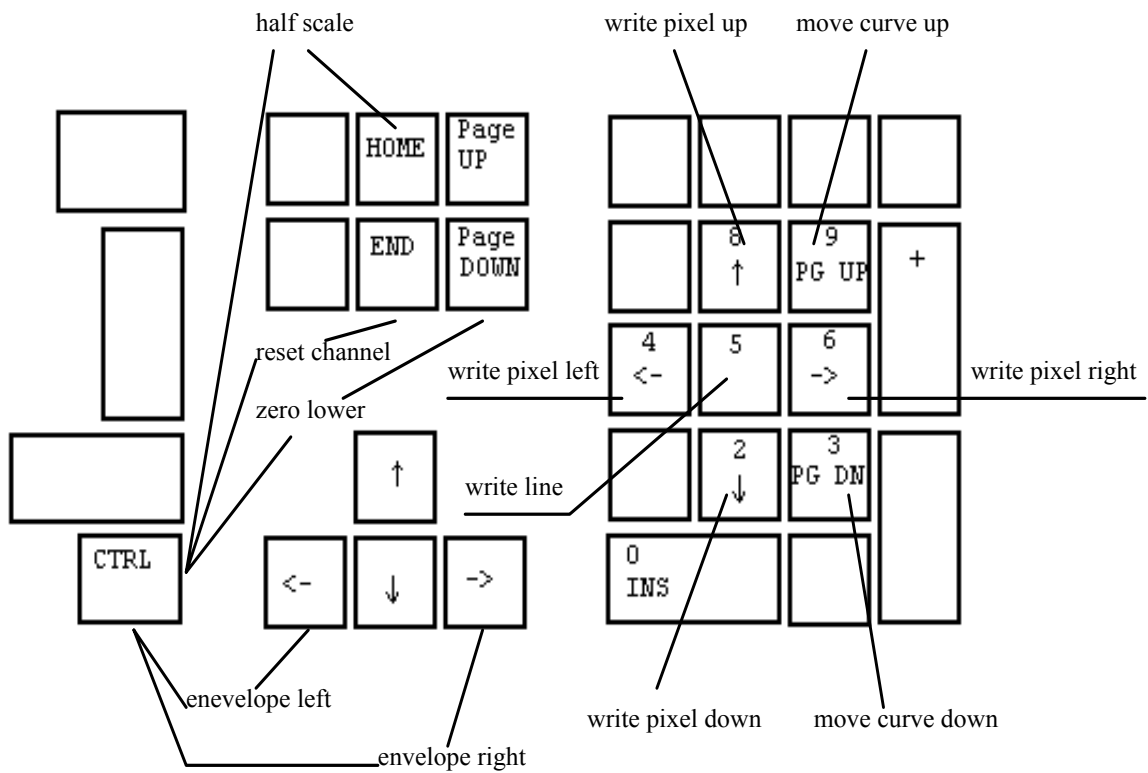 half scale
write pixel up
move curve up
HOME
Page
UP
END
Page
DOWN
8
↑
9
PG UP
+
reset channel
zero lower
write pixel left
4
<-
5
6
->
write pixel right
↑
write line
2
↓
3
PG DN
CTRL
<-
↓
->
0
INS
enevelope left
envelope right
write pixel down
move curve down